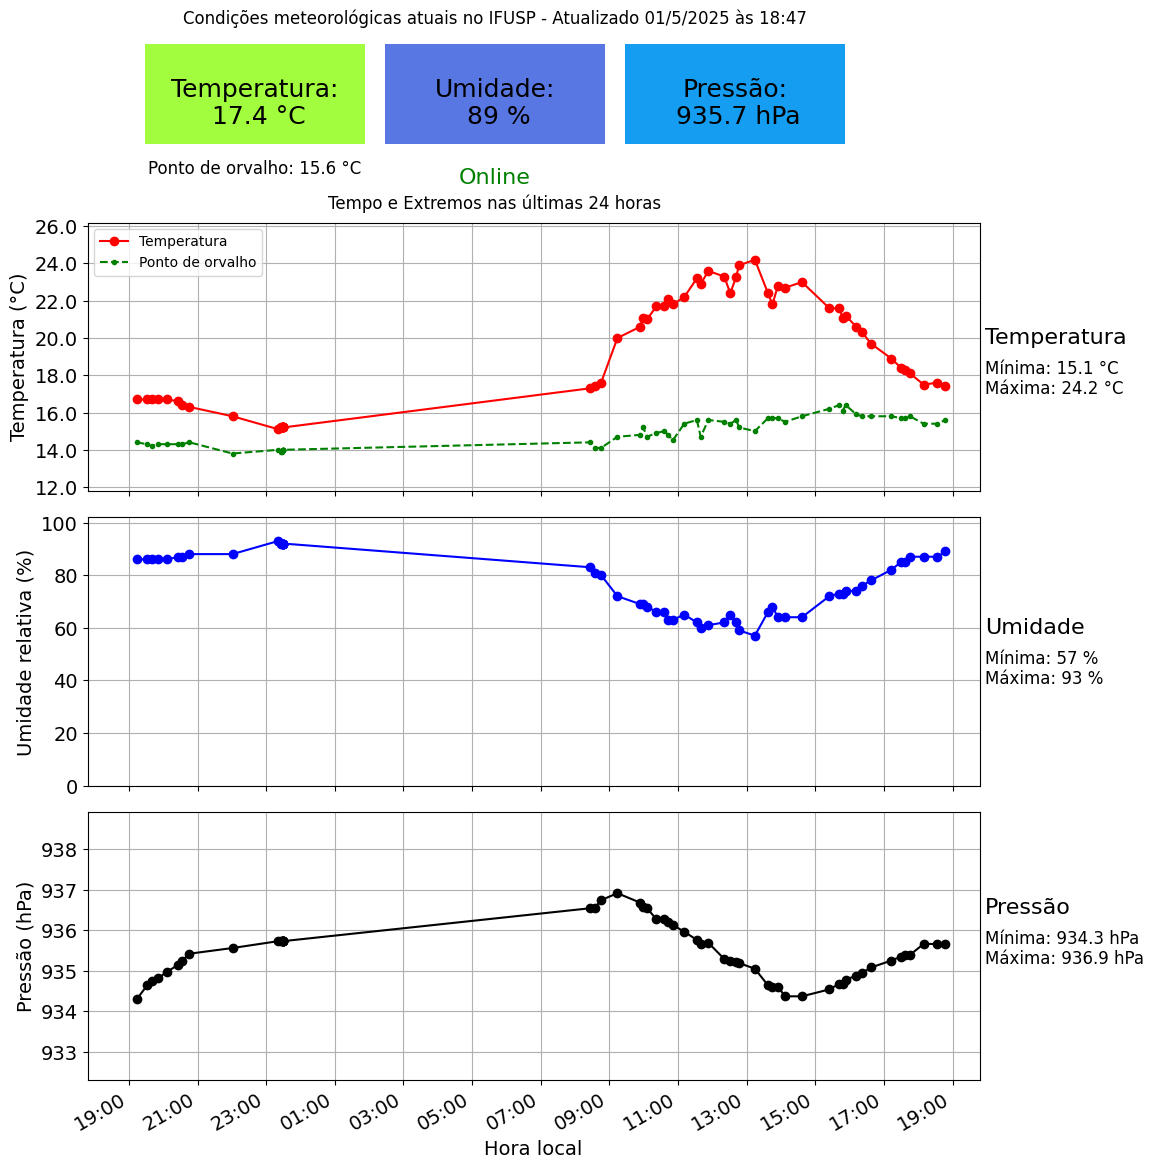 Condições meteorológicas atuais no IFUSP - Atualizado 01/5/2025 às 18:47
Temperatura:
17.4 °C
Umidade:
89 %
Pressão:
935.7 hPa
Ponto de orvalho: 15.6 °C
Online
Tempo e Extremos nas últimas 24 horas
Temperatura (°C)
26.0
24.0
22.0
20.0
18.0
16.0
14.0
12.0
Temperatura
Ponto de orvalho
Temperatura
Mínima: 15.1 °C
Máxima: 24.2 °C
Umidade relativa (%)
100
80
60
40
20
0
Umidade
Mínima: 57 %
Máxima: 93 %
Pressão (hPa)
938
937
936
935
934
933
Pressão
Mínima: 934.3 hPa
Máxima: 936.9 hPa
19:00 21:00 23:00 01:00 03:00 05:00 07:00 09:00 11:00 13:00 15:00 17:00 19:00
Hora local